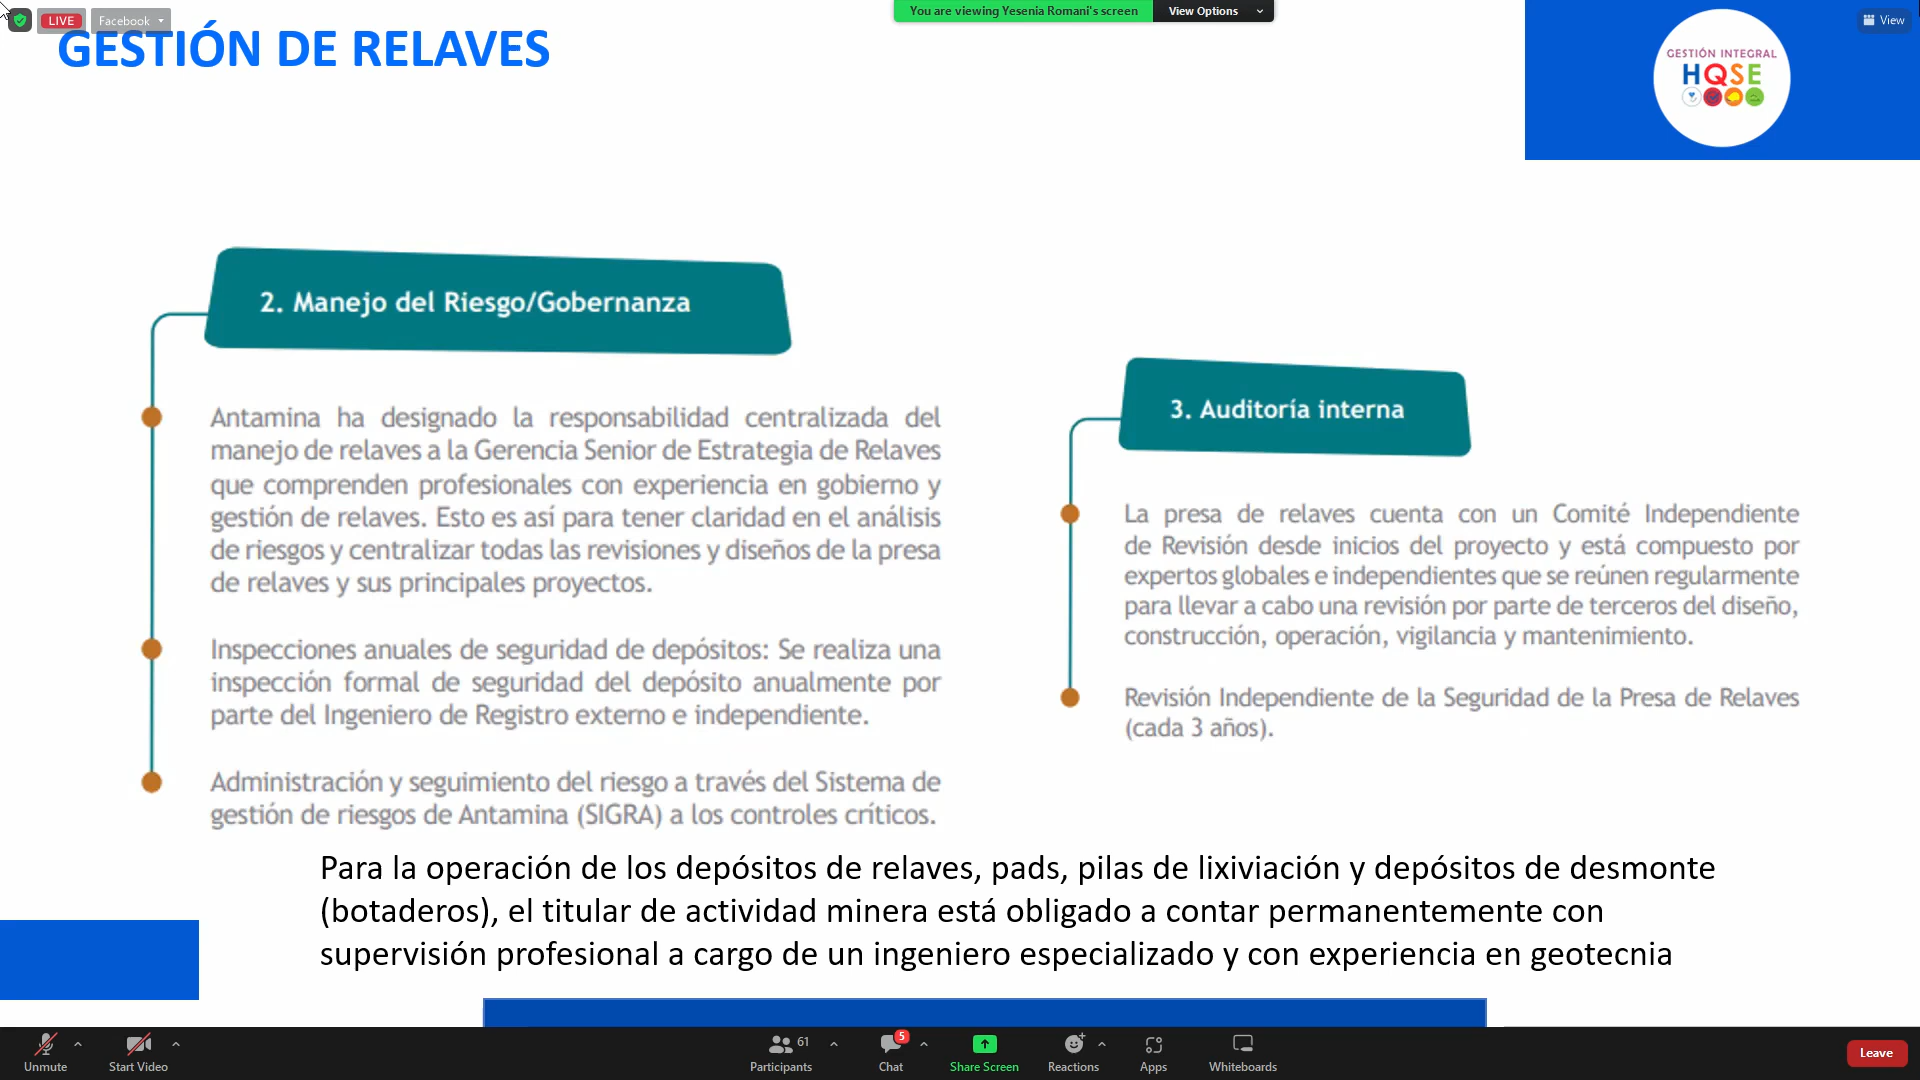 LIVE
Facebook
You are viewing Yesenia Romani's screen
View Options
View
GESTIÓN DE RELAVES
GESTIÓN INTEGRAL
HQSE
2. Manejo del Riesgo/Gobernanza
Antamina ha designado la responsabilidad centralizada del
manejo de relaves a la Gerencia Senior de Estrategia de Relaves
que comprenden profesionales con experiencia en gobierno y
gestión de relaves. Esto es así para tener claridad en el análisis
de riesgos y centralizar todas las revisiones y diseños de la presa
de relaves y sus principales proyectos.
Inspecciones anuales de seguridad de depósitos: Se realiza una
inspección formal de seguridad del depósito anualmente por
parte del Ingeniero de Registro externo e independiente.
Administración y seguimiento del riesgo a través del Sistema de
gestión de riesgos de Antamina (SIGRA) a los controles críticos.
3. Auditoría interna
La presa de relaves cuenta con un Comité Independiente
de Revisión desde inicios del proyecto y está compuesto por
expertos globales e independientes que se reúnen regularmente
para llevar a cabo una revisión por parte de terceros del diseño,
construcción, operación, vigilancia y mantenimiento.
Revisión Independiente de la Seguridad de la Presa de Relaves
(cada 3 años).
Para la operación de los depósitos de relaves, pads, pilas de lixiviación y depósitos de desmonte
(botaderos), el titular de actividad minera está obligado a contar permanentemente con
supervisión profesional a cargo de un ingeniero especializado y con experiencia en geotecnia
Unmute
Start Video
61
Participants
5
Chat
Share Screen
Reactions
Apps
Whiteboards
Leave